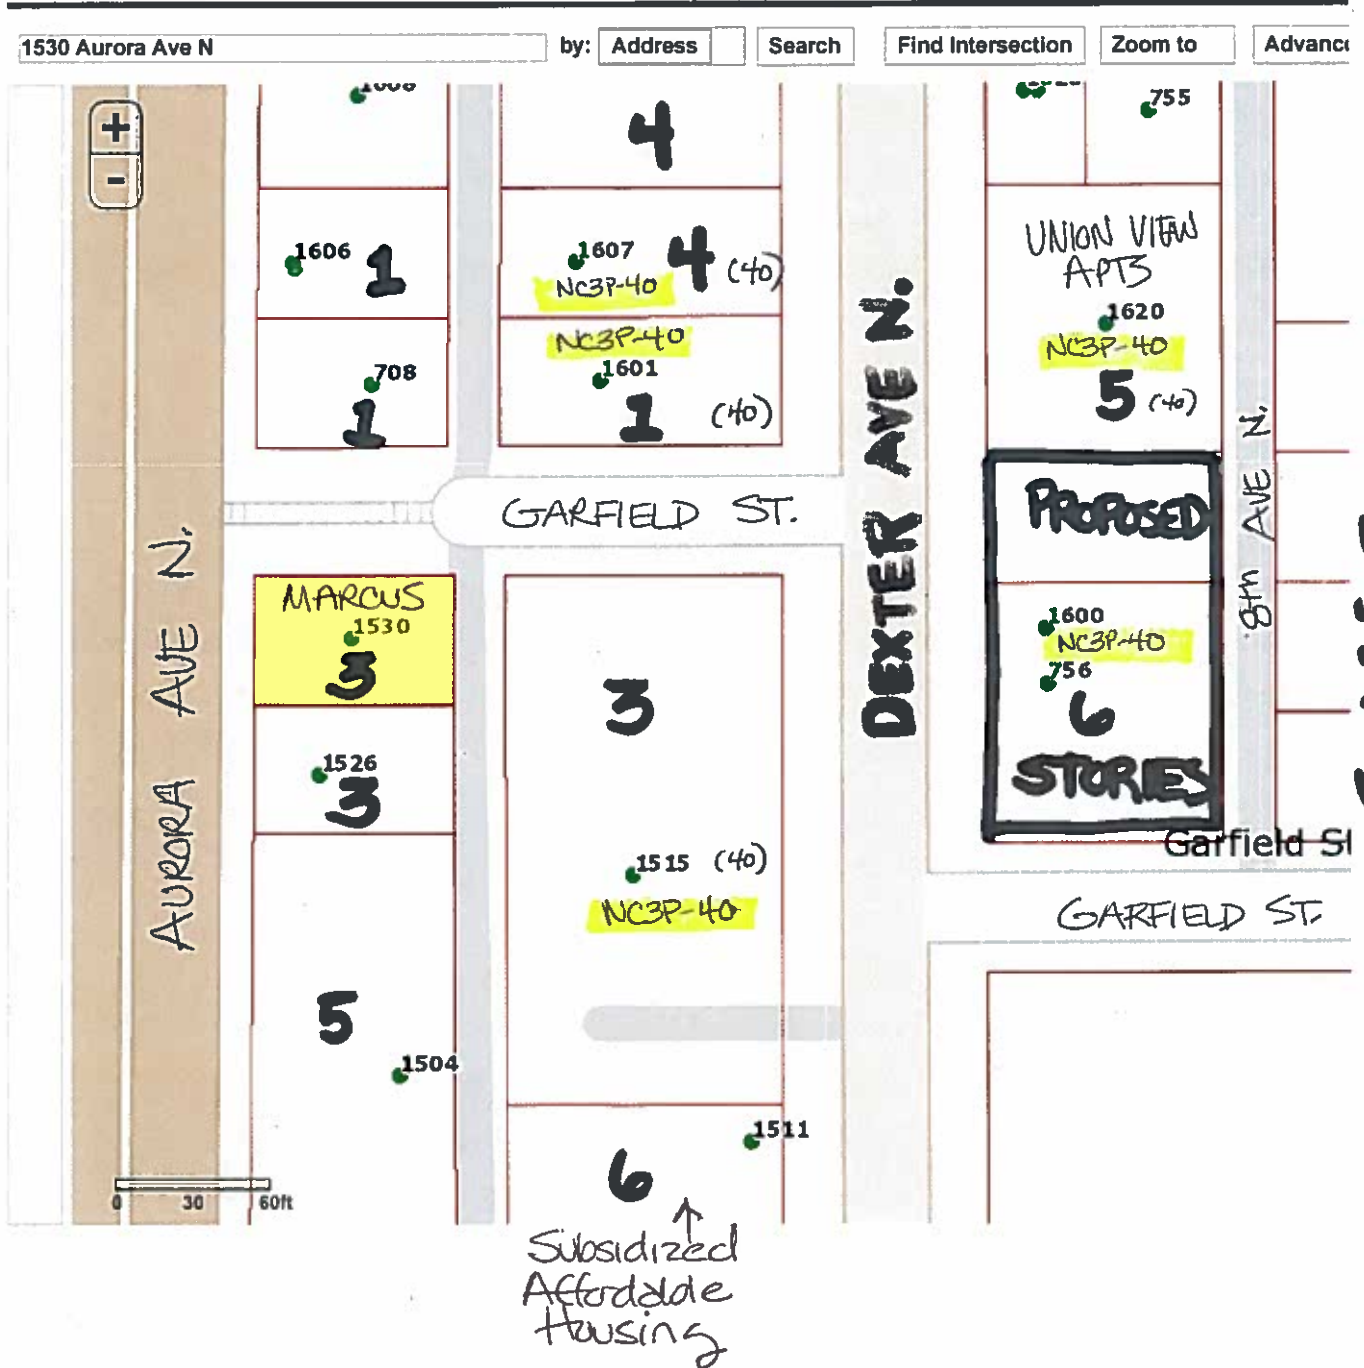 1530 Aurora Ave N
by: Address Search Find Intersection Zoom to
+
-
4
755
1606 1
1607 4 (40)
NC3P-40
UNION VIEW
APTS
1620
NC3P-40
5 (40)
NC3P-40
1601
1 (40)
708
1
DEXTER AVE N.
8th AVE N.
GARFIELD ST.
PROPOSED
1600
NC3P-40
756
6
STORIES
AURORA AVE N.
MARCUS
1530
3
3
1526
3
1515 (40)
NC3P-40
Garfield
GARFIELD ST.
5
1504
1511
6
0 30 60ft
Subsidized
Affordable
Housing